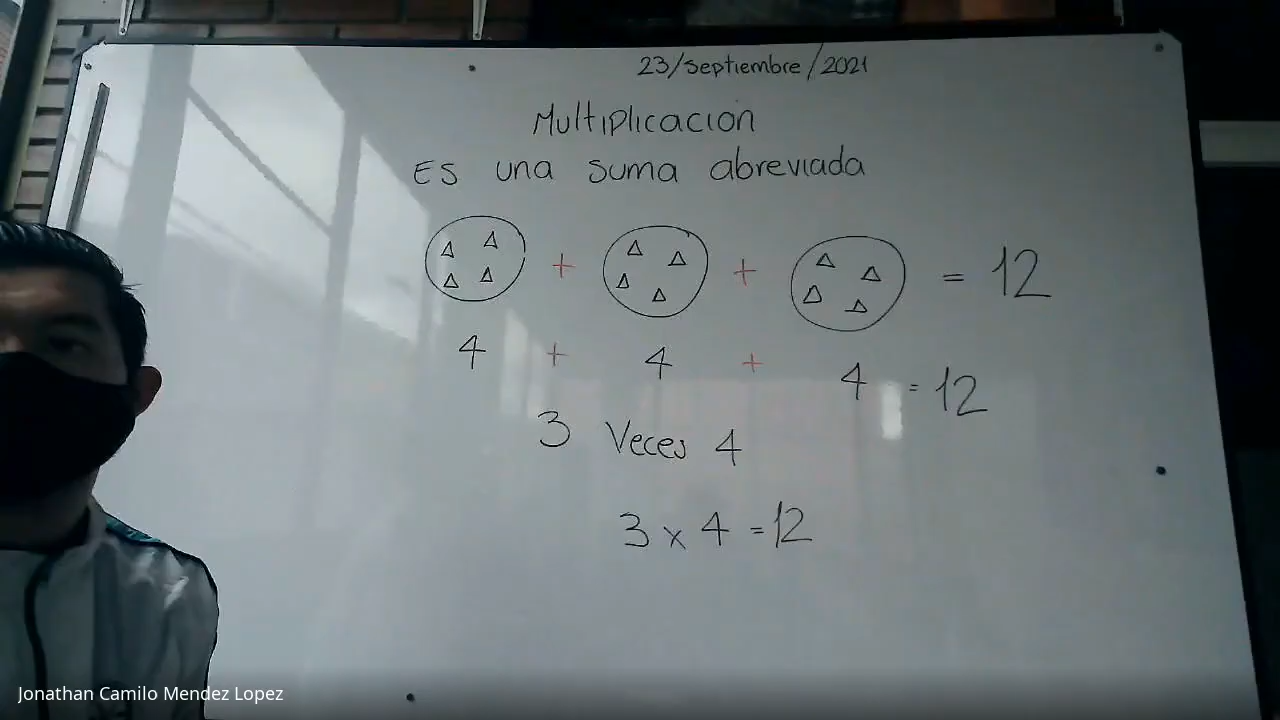 23/Septiembre/2021
Multiplicacion
Es una suma abreviada
+ + = 12
4 + 4 + 4 = 12
3 Veces 4
3 x 4 = 12
Jonathan Camilo Mendez Lopez